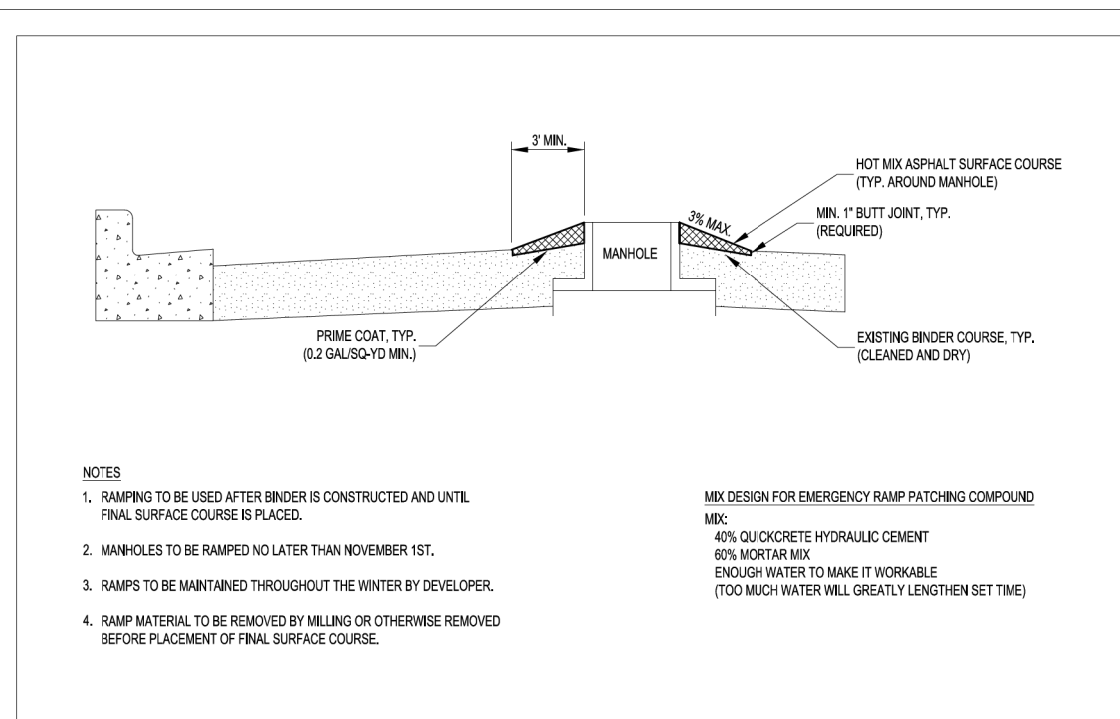 3' MIN.
HOT MIX ASPHALT SURFACE COURSE
(TYP. AROUND MANHOLE)
3% MAX.
MIN. 1" BUTT JOINT, TYP.
(REQUIRED)
MANHOLE
PRIME COAT, TYP.
(0.2 GAL/SQ-YD MIN.)
EXISTING BINDER COURSE, TYP.
(CLEANED AND DRY)
NOTES
1. RAMPING TO BE USED AFTER BINDER IS CONSTRUCTED AND UNTIL
FINAL SURFACE COURSE IS PLACED.
2. MANHOLES TO BE RAMPED NO LATER THAN NOVEMBER 1ST.
3. RAMPS TO BE MAINTAINED THROUGHOUT THE WINTER BY DEVELOPER.
4. RAMP MATERIAL TO BE REMOVED BY MILLING OR OTHERWISE REMOVED
BEFORE PLACEMENT OF FINAL SURFACE COURSE.
MIX DESIGN FOR EMERGENCY RAMP PATCHING COMPOUND
MIX:
40% QUICKCRETE HYDRAULIC CEMENT
60% MORTAR MIX
ENOUGH WATER TO MAKE IT WORKABLE
(TOO MUCH WATER WILL GREATLY LENGTHEN SET TIME)